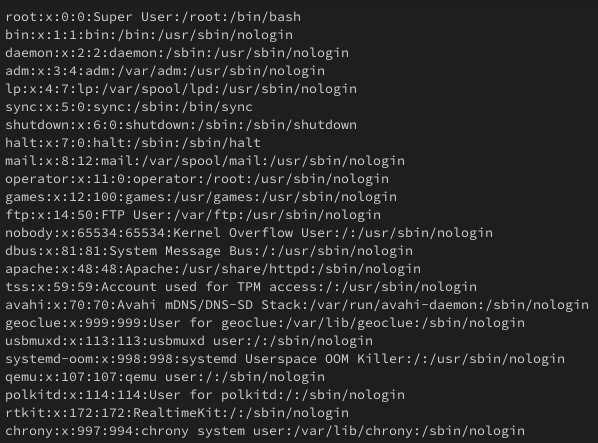 root:x:0:0:Super User:/root:/bin/bash
bin:x:1:1:bin:/bin:/usr/sbin/nologin
daemon:x:2:2:daemon:/sbin:/usr/sbin/nologin
adm:x:3:4:adm:/var/adm:/usr/sbin/nologin
lp:x:4:7:lp:/var/spool/lpd:/usr/sbin/nologin
sync:x:5:0:sync:/sbin:/bin/sync
shutdown:x:6:0:shutdown:/sbin:/sbin/shutdown
halt:x:7:0:halt:/sbin:/sbin/halt
mail:x:8:12:mail:/var/spool/mail:/usr/sbin/nologin
operator:x:11:0:operator:/root:/usr/sbin/nologin
games:x:12:100:games:/usr/games:/usr/sbin/nologin
ftp:x:14:50:FTP User:/var/ftp:/usr/sbin/nologin
nobody:x:65534:65534:Kernel Overflow User:/:/usr/sbin/nologin
dbus:x:81:81:System Message Bus:/:/usr/sbin/nologin
apache:x:48:48:Apache:/usr/share/httpd:/sbin/nologin
tss:x:59:59:Account used for TPM access:/:/usr/sbin/nologin
avahi:x:70:70:Avahi mDNS/DNS-SD Stack:/var/run/avahi-daemon:/sbin/nologin
geoclue:x:999:999:User for geoclue:/var/lib/geoclue:/sbin/nologin
usbmuxd:x:113:113:usbmuxd user:/:/sbin/nologin
systemd-oom:x:998:998:systemd Userspace OOM Killer:/:/usr/sbin/nologin
qemu:x:107:107:qemu user:/:/sbin/nologin
polkitd:x:114:114:User for polkitd:/:/sbin/nologin
rtkit:x:172:172:RealtimeKit:/:/sbin/nologin
chrony:x:997:994:chrony system user:/var/lib/chrony:/sbin/nologin